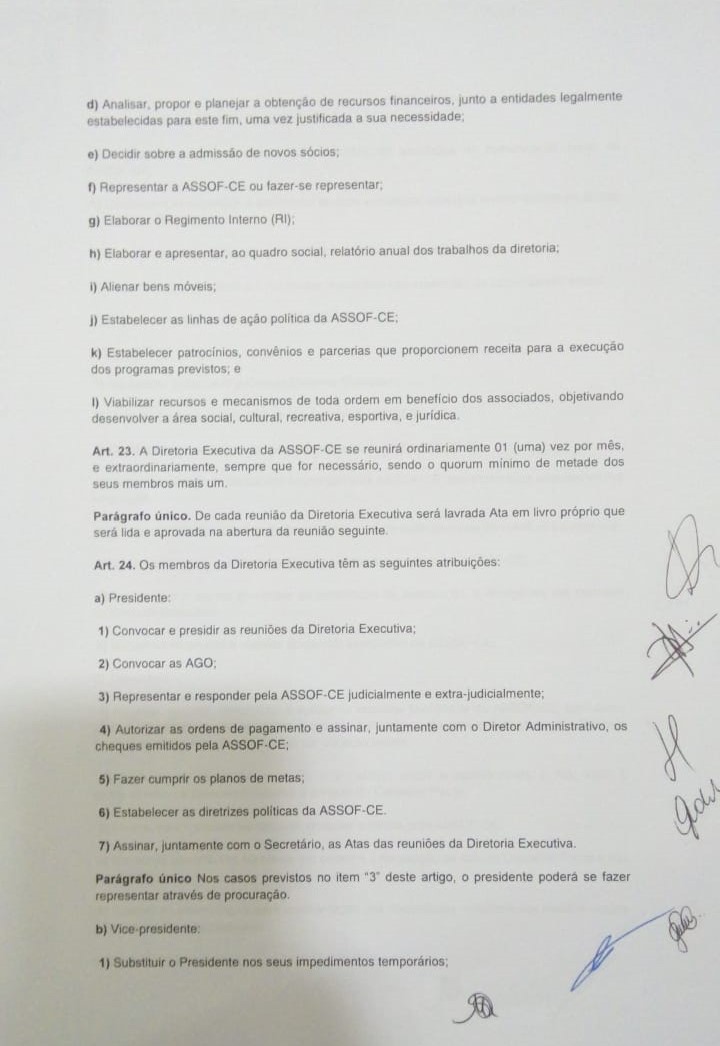 d) Analisar, propor e planejar a obtenção de recursos financeiros, junto a entidades legalmente
estabelecidas para este fim, uma vez justificada a sua necessidade;
e) Decidir sobre a admissão de novos sócios;
f) Representar a ASSOF-CE ou fazer-se representar;
g) Elaborar o Regimento Interno (RI);
h) Elaborar e apresentar, ao quadro social, relatório anual dos trabalhos da diretoria;
i) Alienar bens móveis;
j) Estabelecer as linhas de ação política da ASSOF-CE;
k) Estabelecer patrocínios, convênios e parcerias que proporcionem receita para a execução
dos programas previstos; e
l) Viabilizar recursos e mecanismos de toda ordem em benefício dos associados, objetivando
desenvolver a área social, cultural, recreativa, esportiva, e jurídica.
Art. 23. A Diretoria Executiva da ASSOF-CE se reunirá ordinariamente 01 (uma) vez por mês,
e extraordinariamente, sempre que for necessário, sendo o quorum mínimo de metade dos
seus membros mais um.
Parágrafo único. De cada reunião da Diretoria Executiva será lavrada Ata em livro próprio que
será lida e aprovada na abertura da reunião seguinte.
Art. 24. Os membros da Diretoria Executiva têm as seguintes atribuições:
a) Presidente:
1) Convocar e presidir as reuniões da Diretoria Executiva;
2) Convocar as AGO;
3) Representar e responder pela ASSOF-CE judicialmente e extra-judicialmente;
4) Autorizar as ordens de pagamento e assinar, juntamente com o Diretor Administrativo, os
cheques emitidos pela ASSOF-CE;
5) Fazer cumprir os planos de metas;
6) Estabelecer as diretrizes políticas da ASSOF-CE.
7) Assinar, juntamente com o Secretário, as Atas das reuniões da Diretoria Executiva.
Parágrafo único Nos casos previstos no item "3" deste artigo, o presidente poderá se fazer
representar através de procuração.
b) Vice-presidente:
1) Substituir o Presidente nos seus impedimentos temporários;